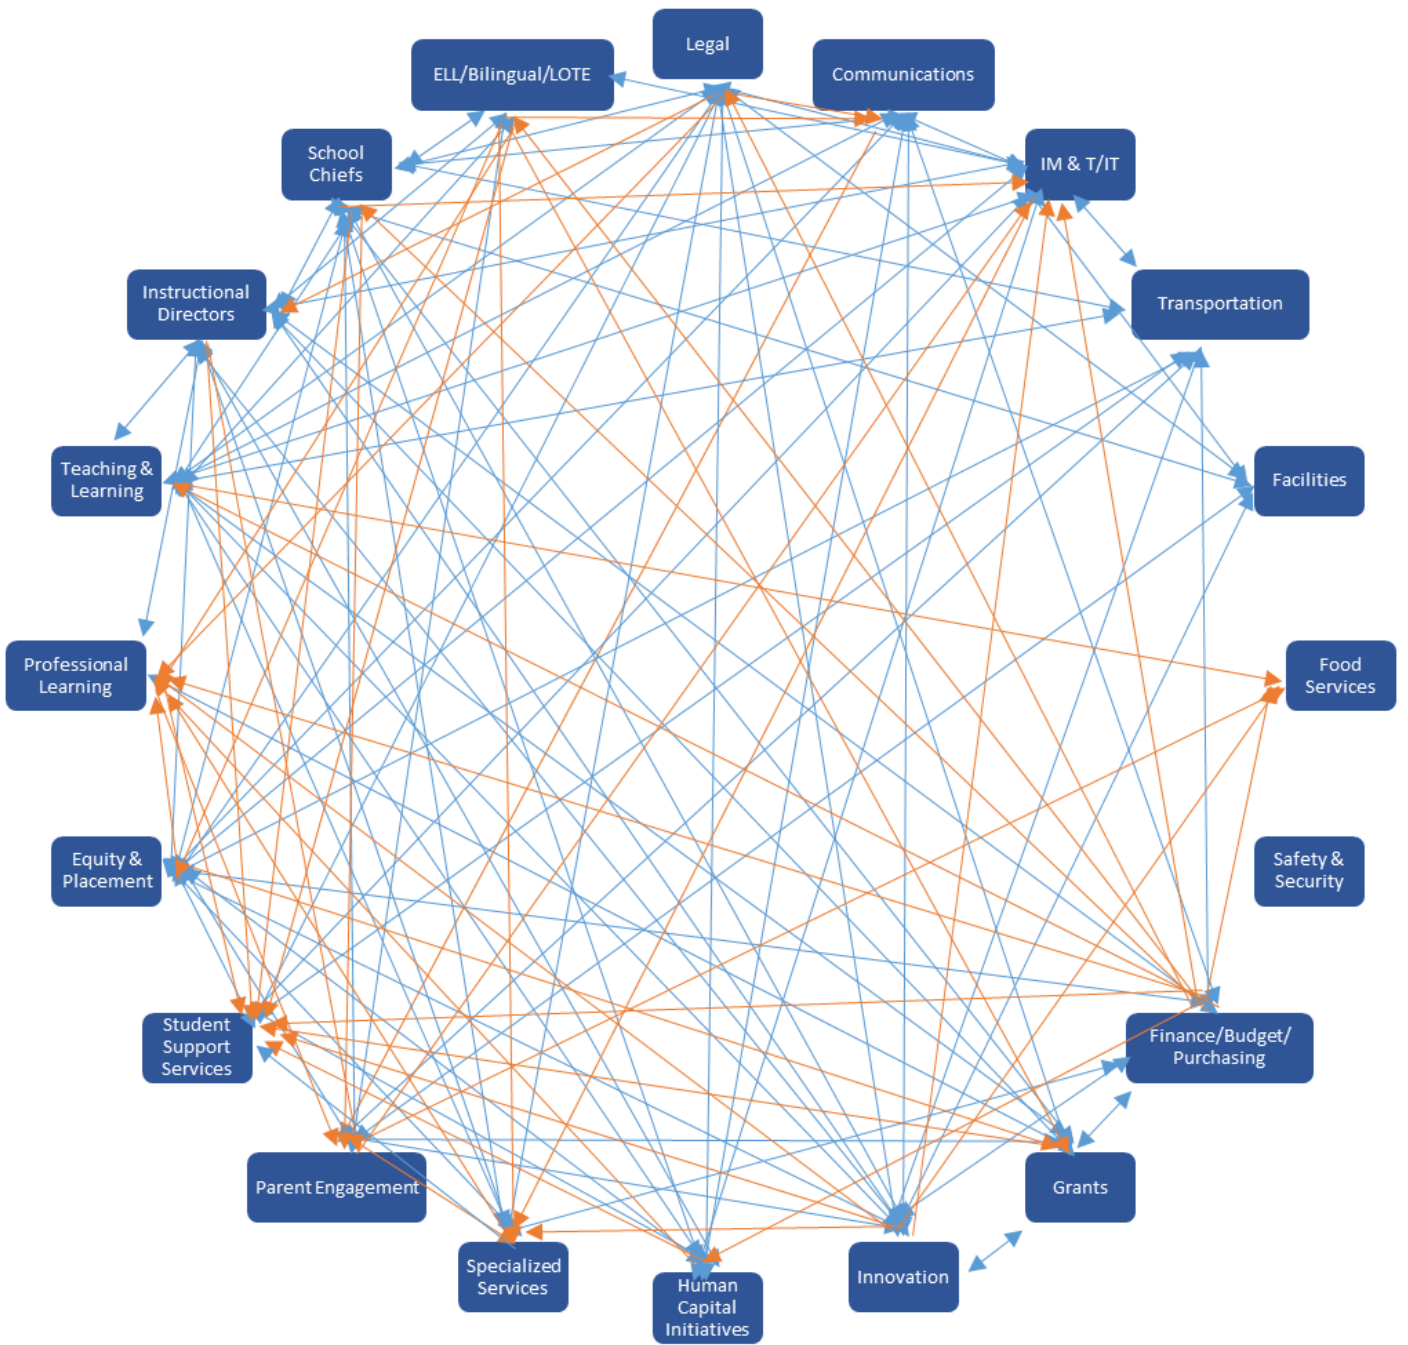 Legal
ELL/Bilingual/LOTE
Communications
School
Chiefs
IM & T/IT
Instructional
Directors
Transportation
Teaching &
Learning
Facilities
Professional
Learning
Food
Services
Equity &
Placement
Safety &
Security
Student
Support
Services
Finance/Budget/
Purchasing
Parent Engagement
Grants
Specialized
Services
Human
Capital
Initiatives
Innovation